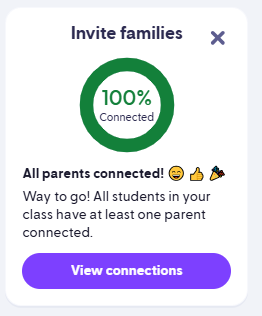 Invite families
100%
Connected
All parents connected! 😄 👍 🎉
Way to go! All students in your
class have at least one parent
connected.
View connections